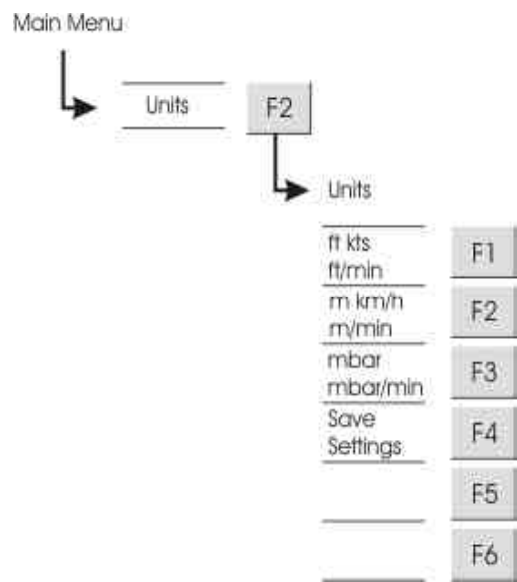 Main Menu
Units F2
Units
ft kts
ft/min F1
m km/h
m/min F2
mbar
mbar/min F3
Save
Settings F4
F5
F6